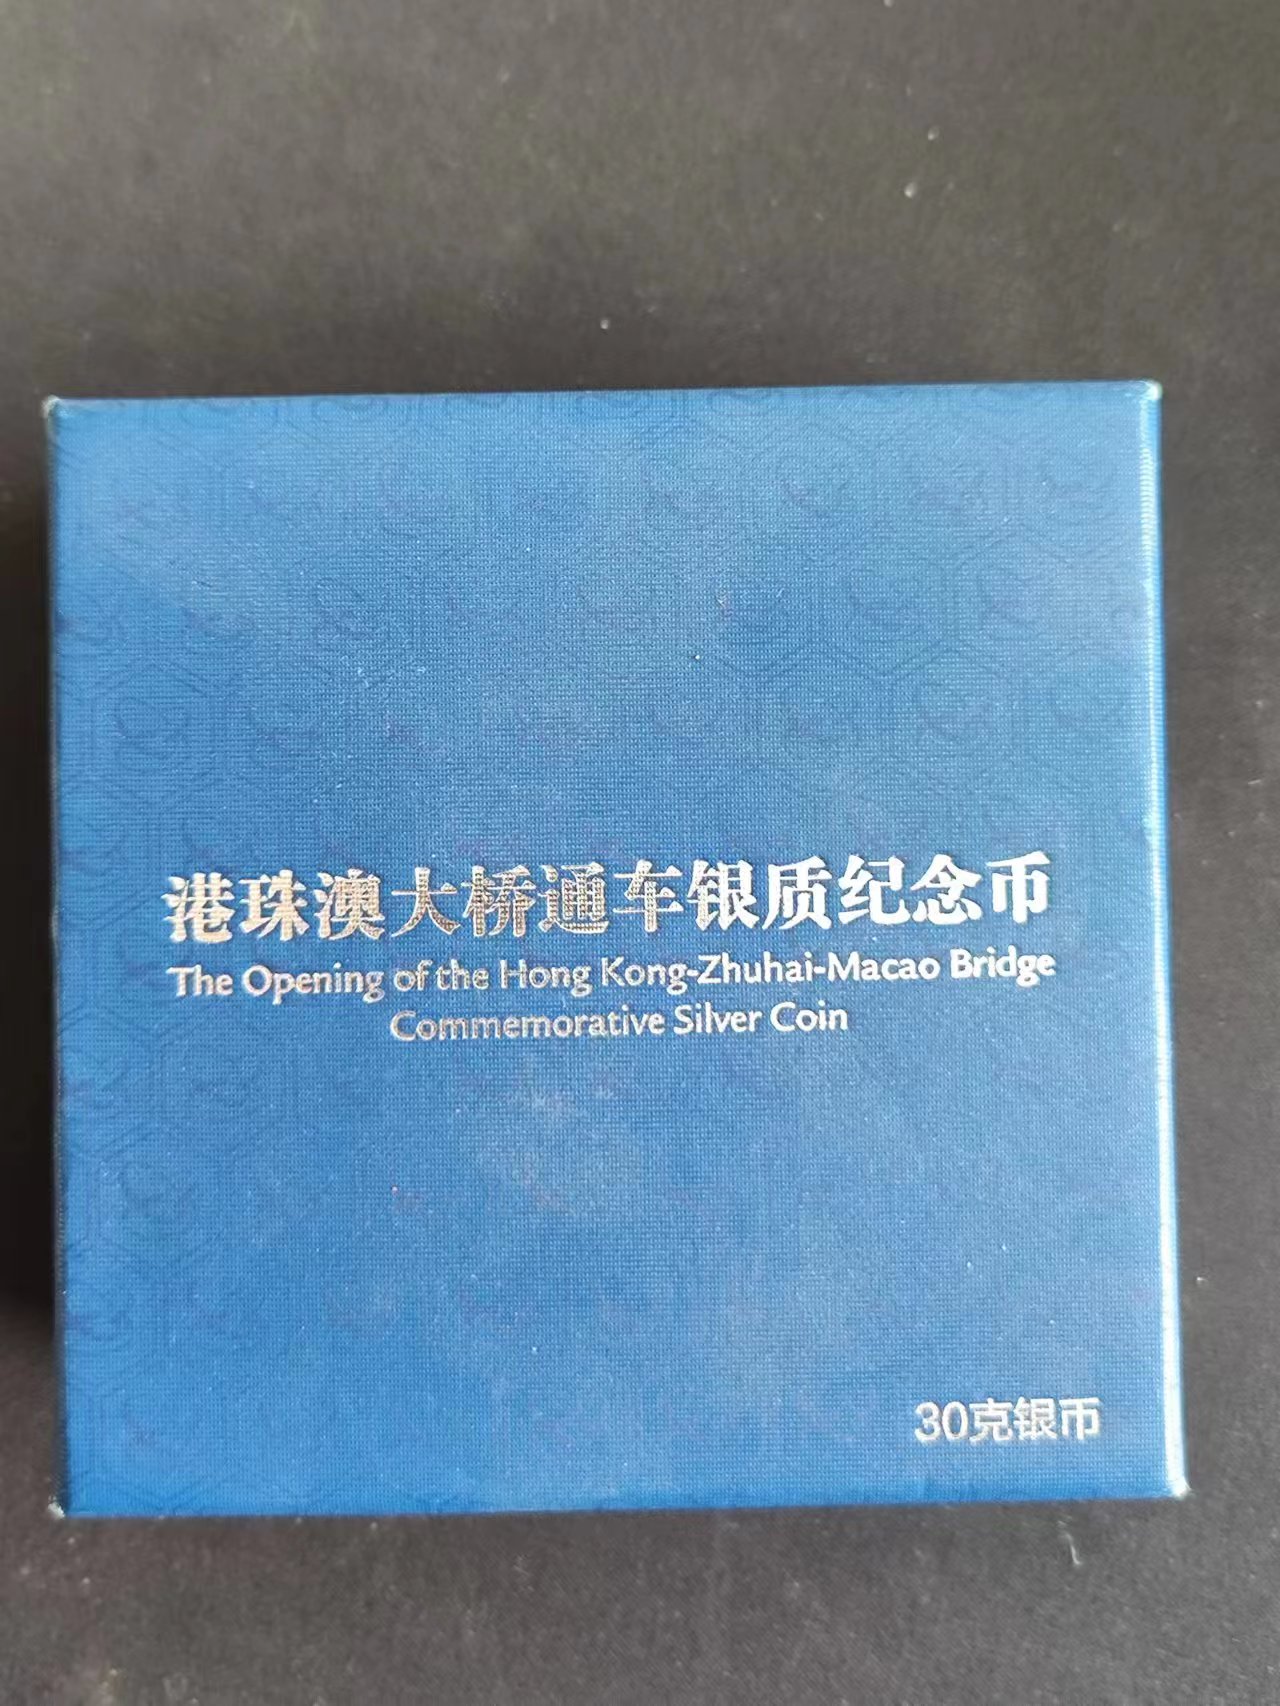 港珠澳大桥通车银质纪念币
The Opening of the Hong Kong-Zhuhai-Macao Bridge
Commemorative Silver Coin
30克银币